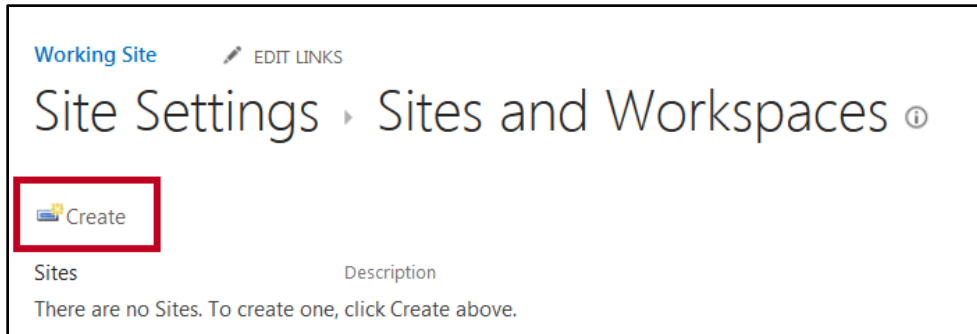 Working Site EDIT LINKS
Site Settings Sites and Workspaces
Create
Sites Description
There are no Sites. To create one, click Create above.